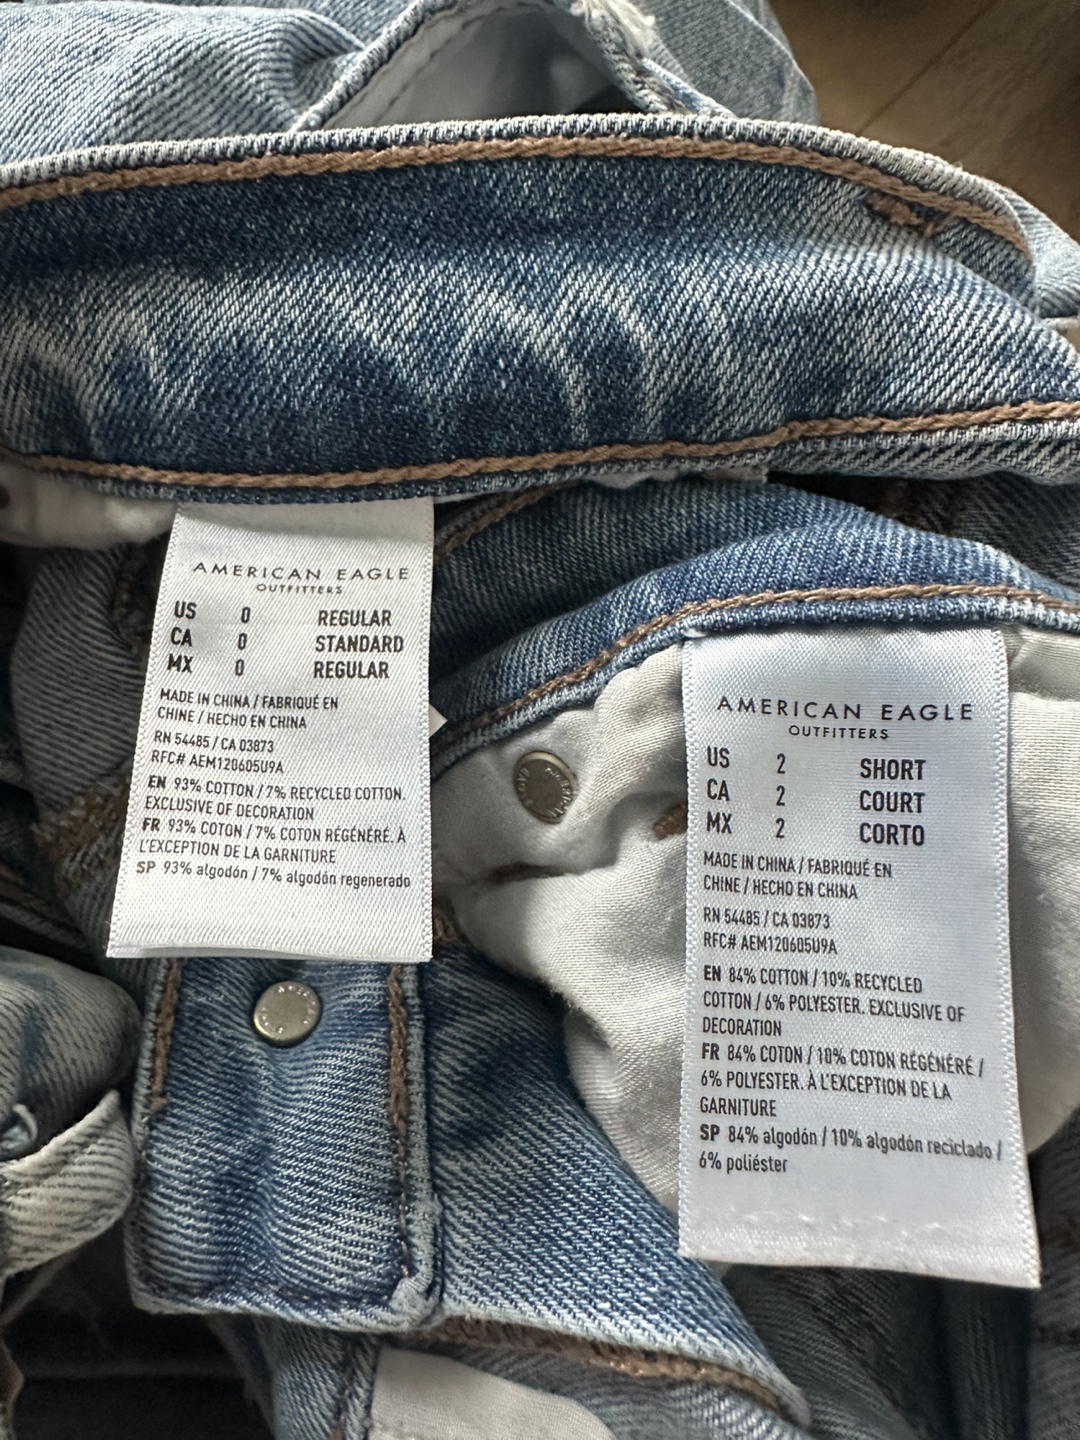 AMERICAN EAGLE
OUTFITTERS
US 0 REGULAR
CA 0 STANDARD
MX 0 REGULAR
MADE IN CHINA / FABRIQUÉ EN
CHINE / HECHO EN CHINA
RN 54485 / CA 03873
RFC# AEM120605U9A
EN 93% COTTON / 7% RECYCLED COTTON.
EXCLUSIVE OF DECORATION
FR 93% COTON / 7% COTON RÉGÉNÉRÉ. À
L'EXCEPTION DE LA GARNITURE
SP 93% algodón / 7% algodón regenerado
AMERICAN EAGLE
OUTFITTERS
US 2 SHORT
CA 2 COURT
MX 2 CORTO
MADE IN CHINA / FABRIQUÉ EN
CHINE / HECHO EN CHINA
RN 54485 / CA 03873
RFC# AEM120605U9A
EN 84% COTTON / 10% RECYCLED
COTTON / 6% POLYESTER. EXCLUSIVE OF
DECORATION
FR 84% COTON / 10% COTON RÉGÉNÉRÉ /
6% POLYESTER. À L'EXCEPTION DE LA
GARNITURE
SP 84% algodón / 10% algodón reciclado /
6% poliéster